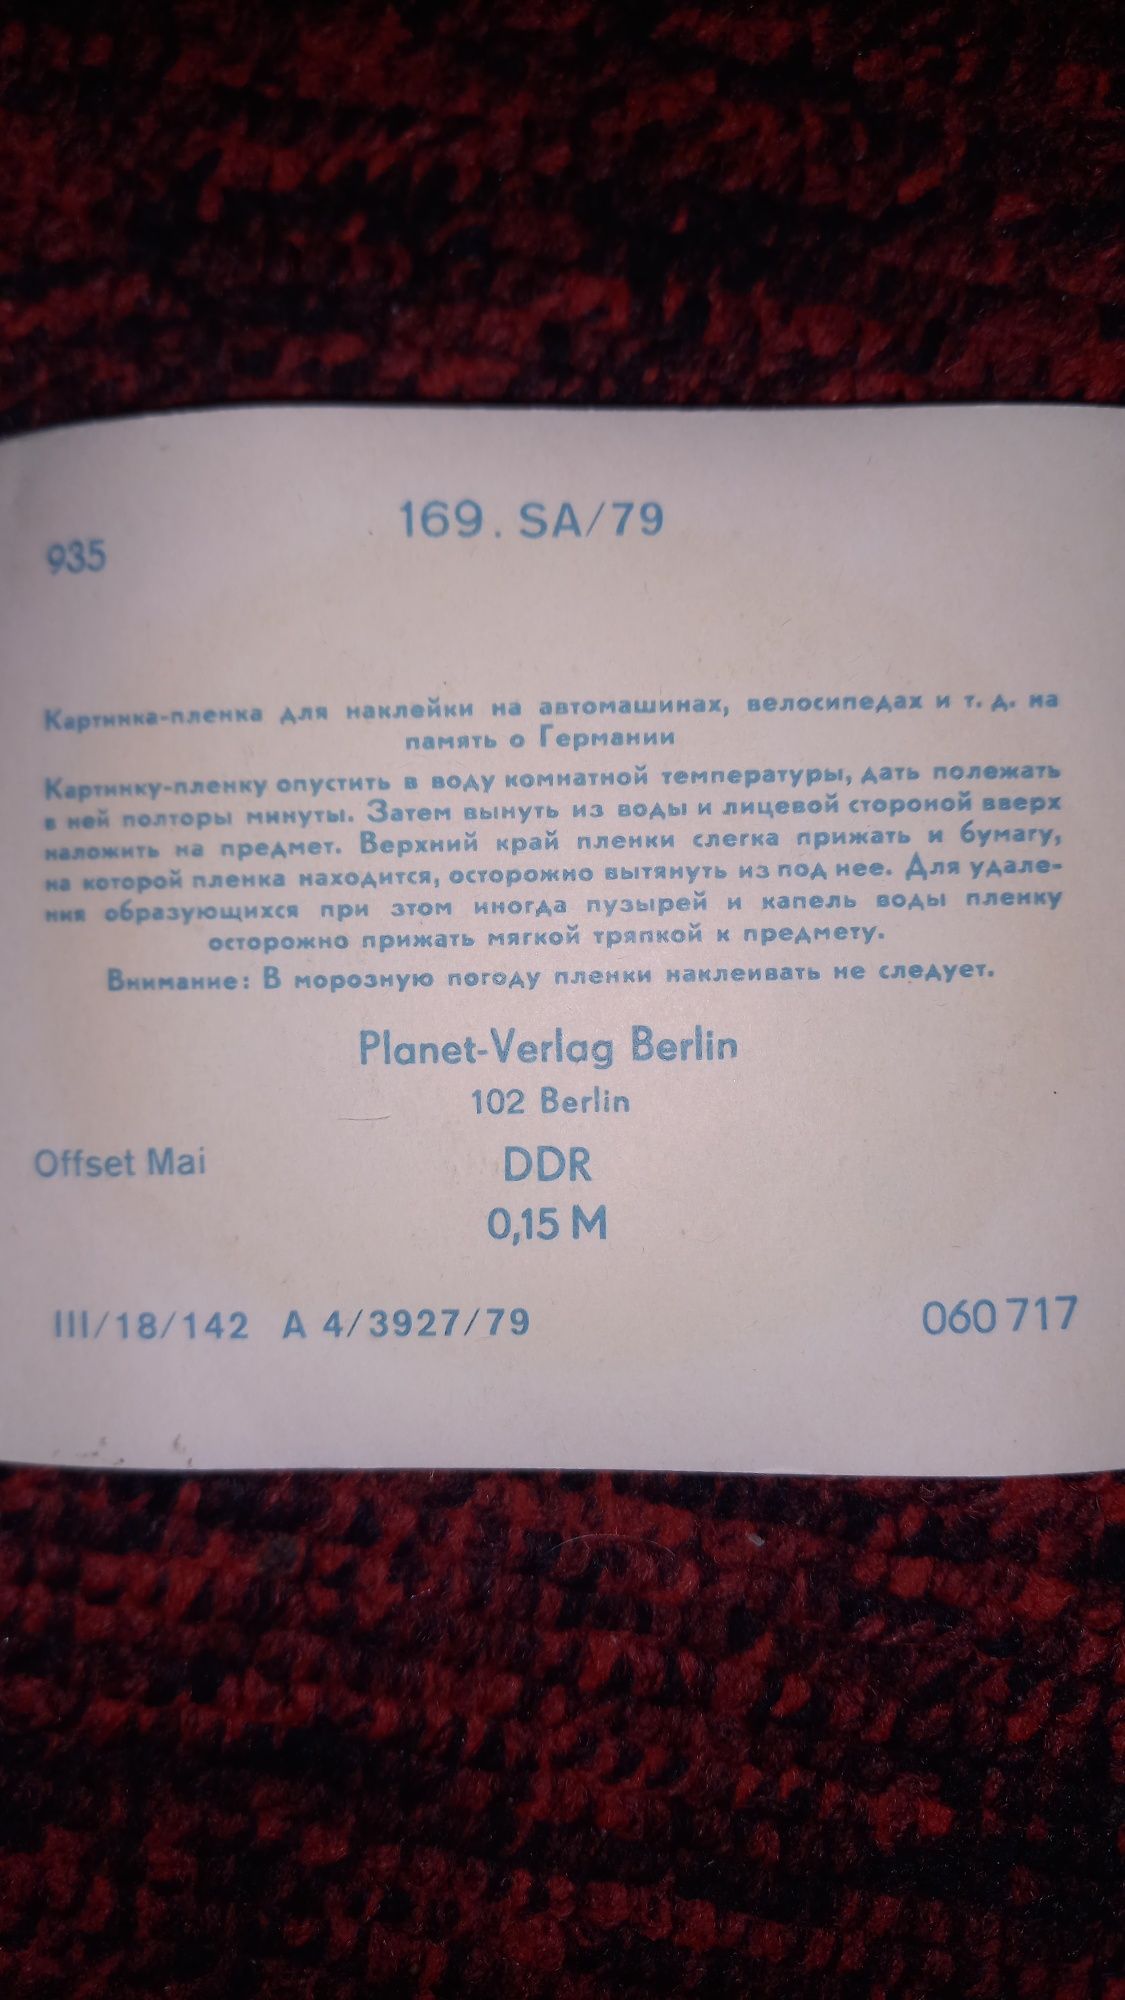 169. SA/79
935
Картинка-пленка для наклейки на автомашинах, велосипедах и т. д. на
память о Германии
Картинку-пленку опустить в воду комнатной температуры, дать полежать
в ней полторы минуты. Затем вынуть из воды и лицевой стороной вверх
наложить на предмет. Верхний край пленки слегка прижать и бумагу,
на которой пленка находится, осторожно вытянуть из под нее. Для удале-
ния образующихся при зтом иногда пузырей и капель воды пленку
осторожно прижать мягкой тряпкой к предмету.
Внимание: В морозную погоду пленки наклеивать не следует.
Planet-Verlag Berlin
102 Berlin
Offset Mai
DDR
0,15 M
III/18/142 A 4/3927/79
060 717